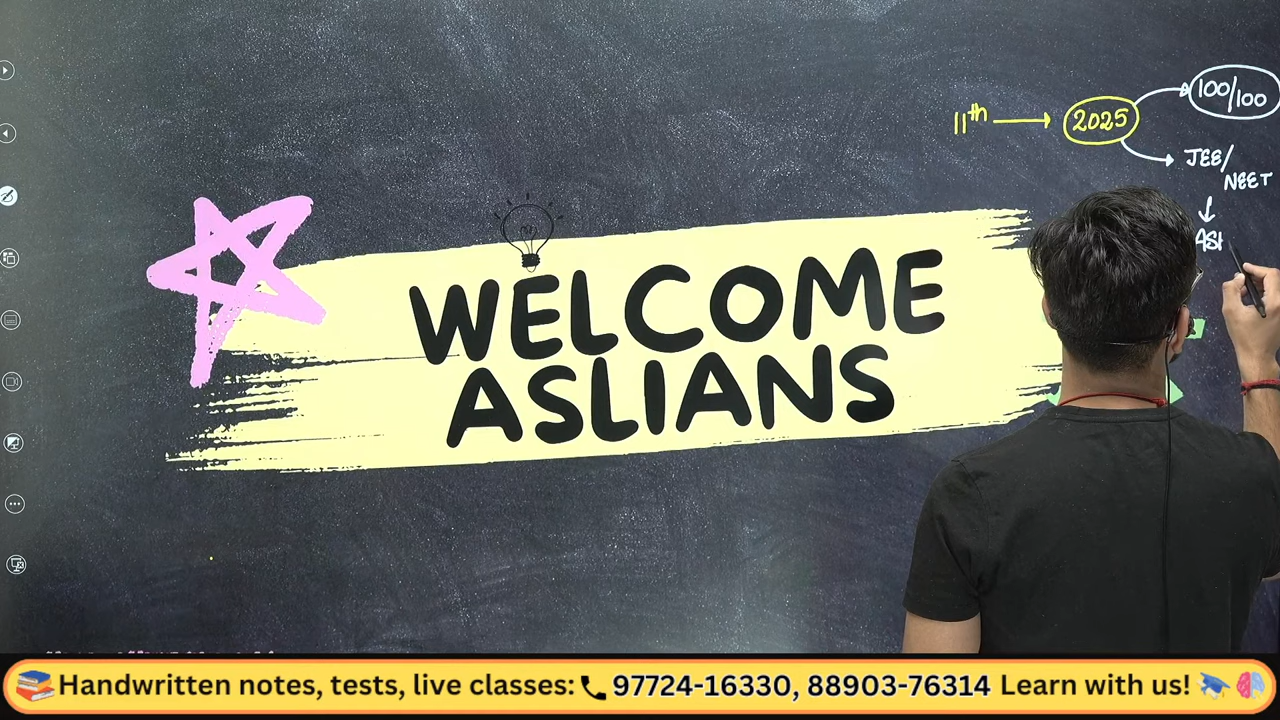 11th → 2025
100/100
JEE/
NEET
↓
WELCOME
ASLIANS
Handwritten notes, tests, live classes: 97724-16330, 88903-76314 Learn with us!